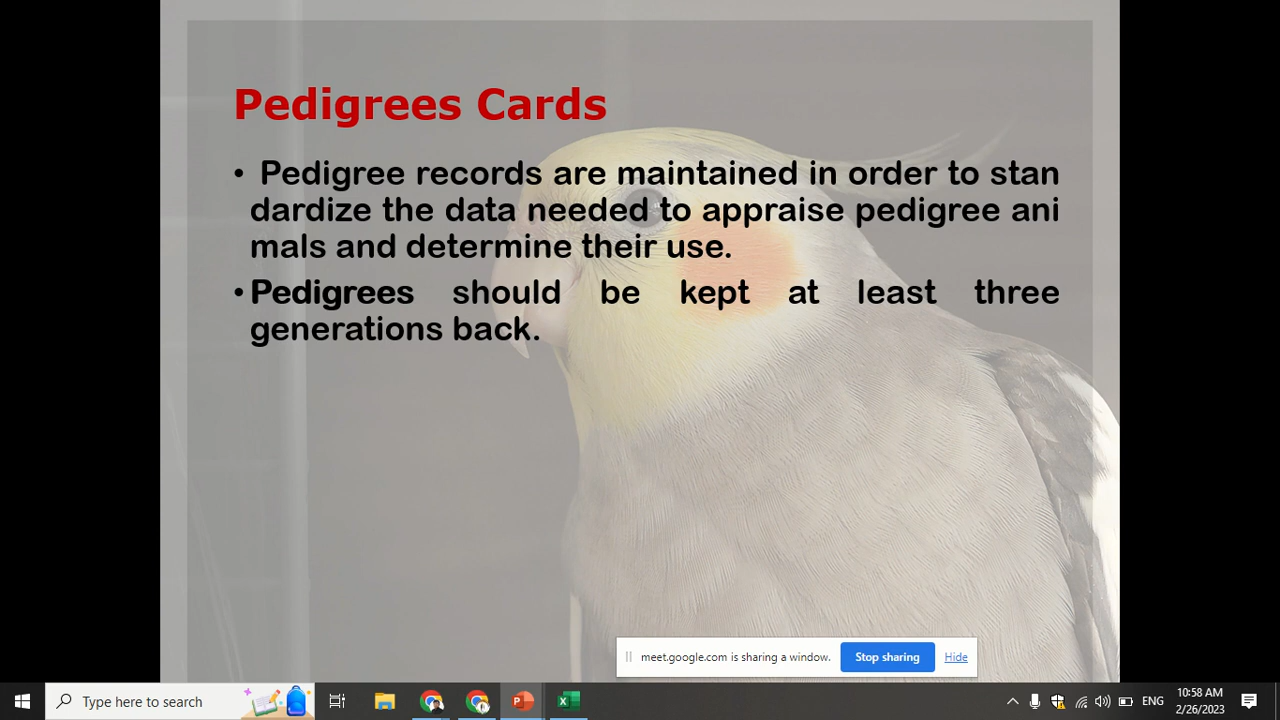 Pedigrees Cards
• Pedigree records are maintained in order to stan
dardize the data needed to appraise pedigree ani
mals and determine their use.
• Pedigrees should be kept at least three
generations back.
meet.google.com is sharing a window. Stop sharing Hide
Type here to search
ENG
10:58 AM
2/26/2023